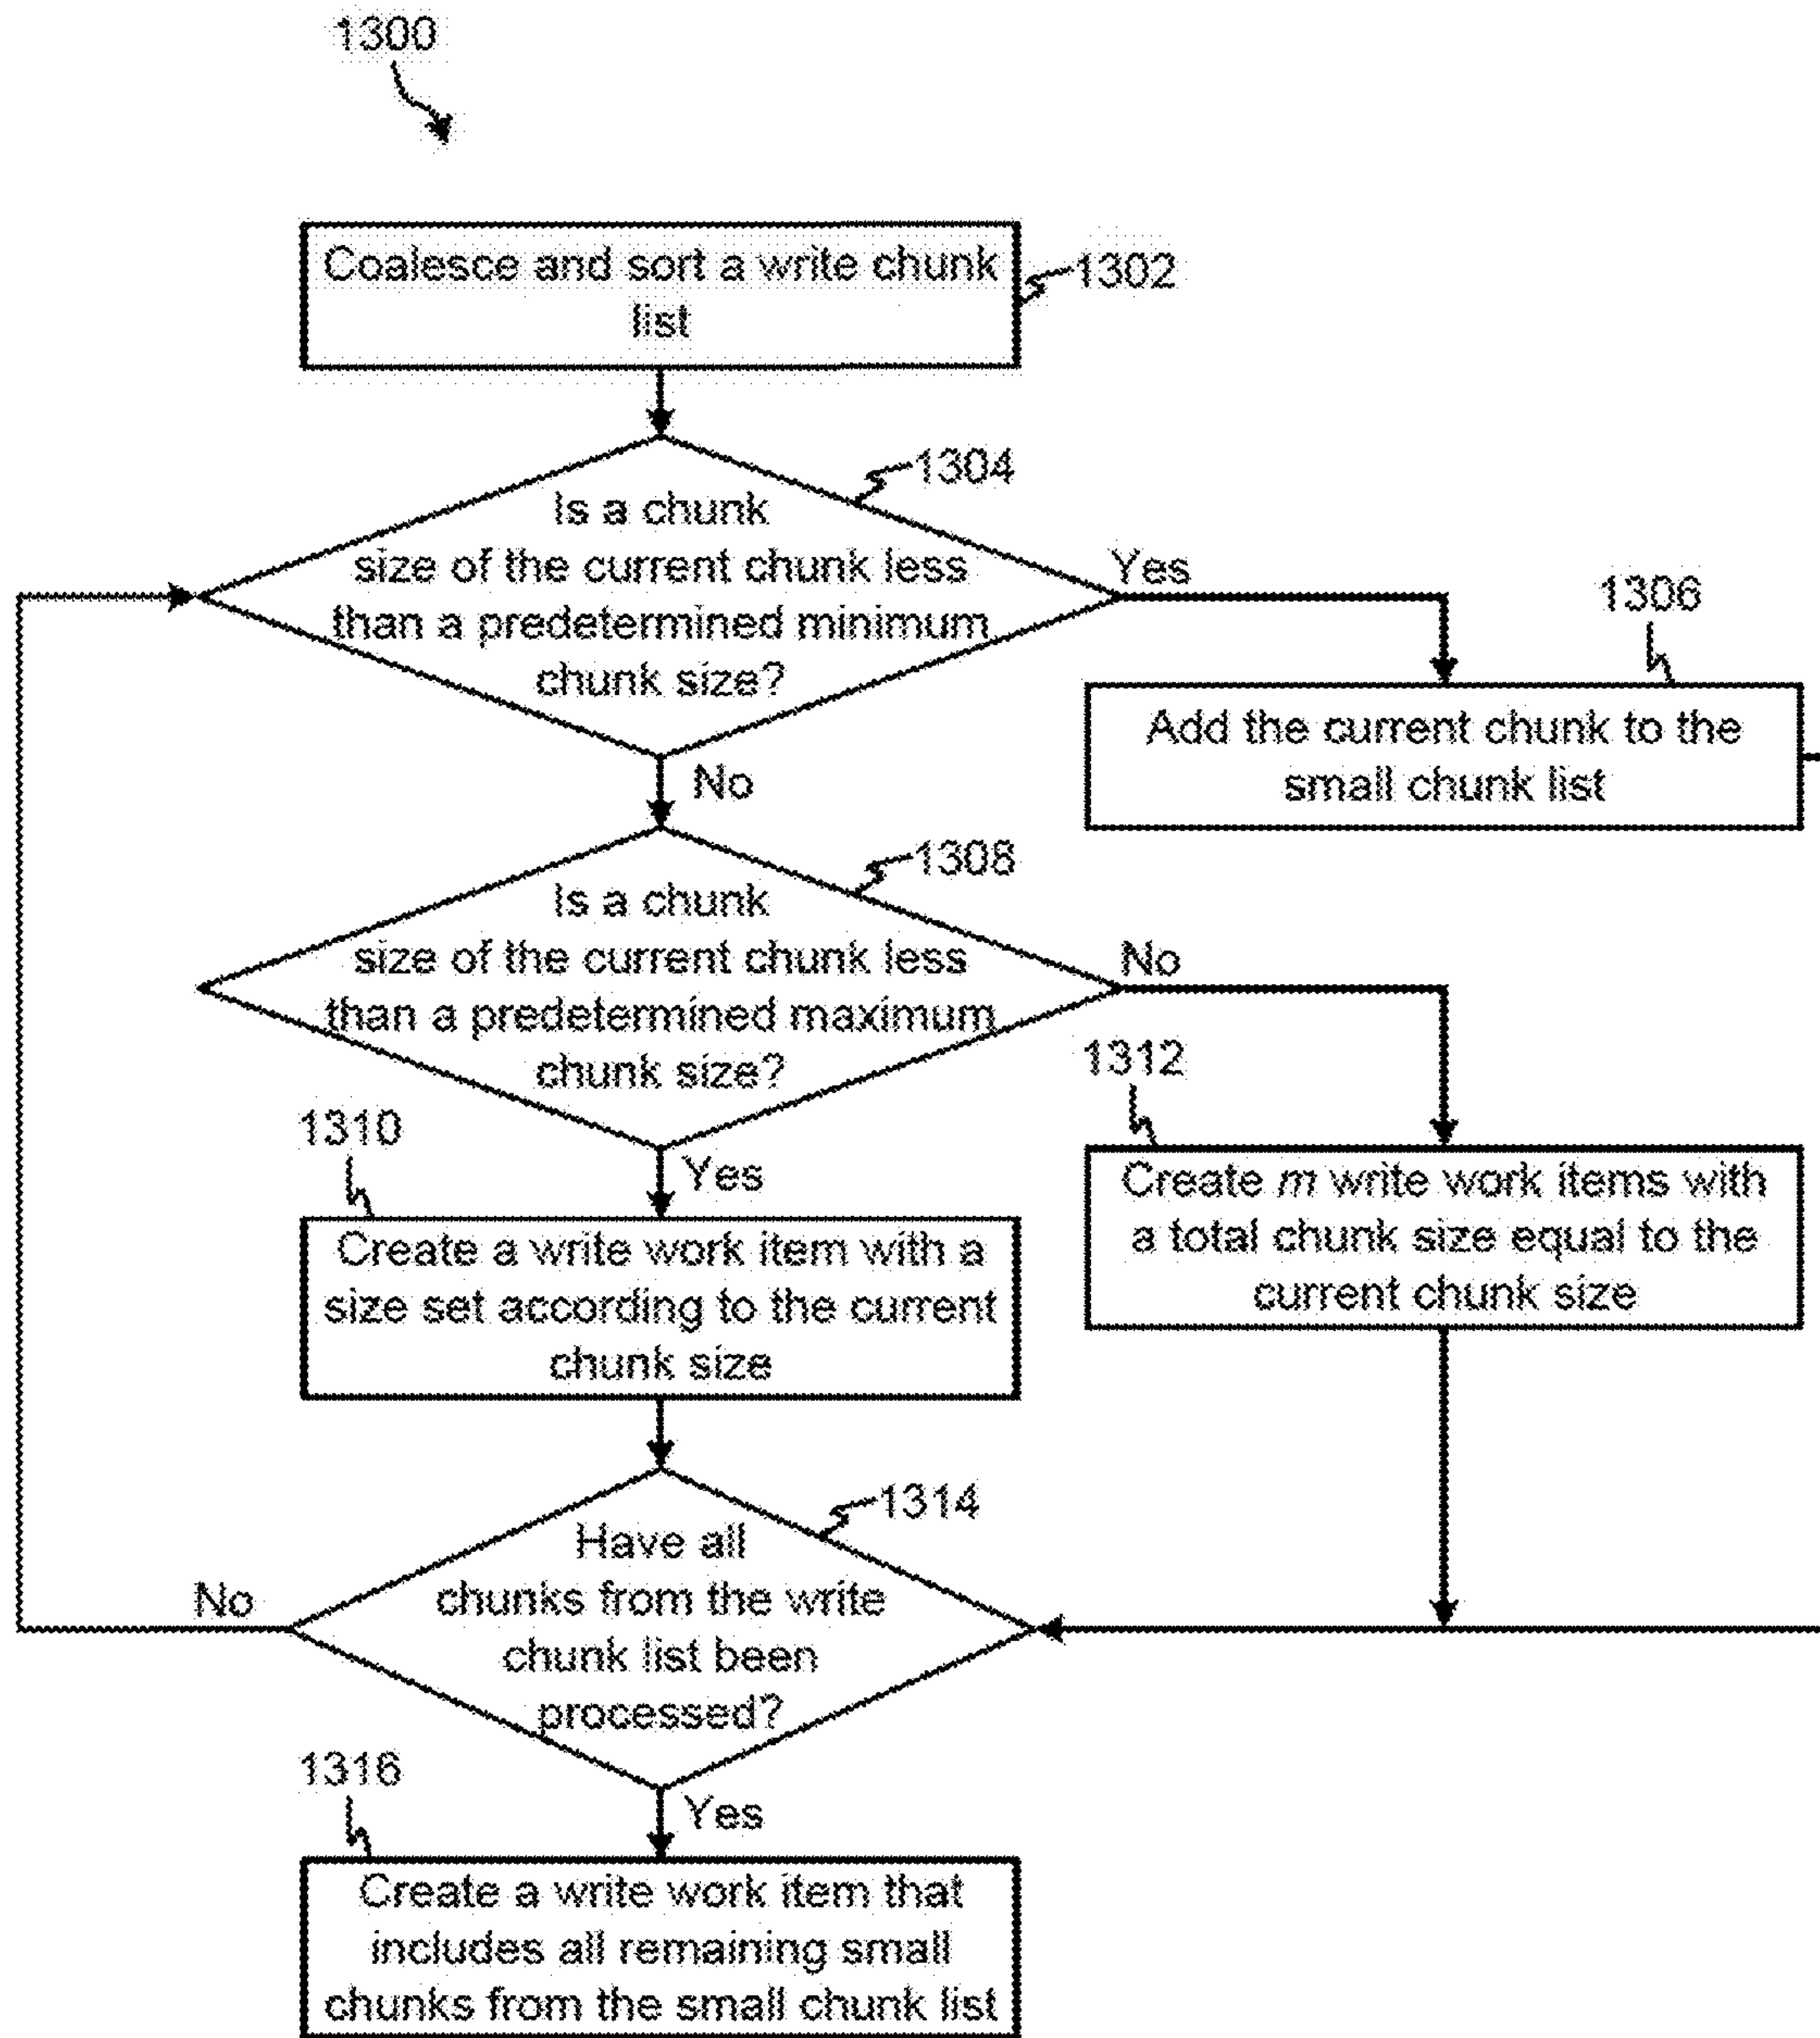 1300
Coalesce and sort a write chunk
list
1302
1304
Is a chunk
size of the current chunk less
than a predetermined minimum
chunk size?
Yes
1306
Add the current chunk to the
small chunk list
No
1308
Is a chunk
size of the current chunk less
than a predetermined maximum
chunk size?
No
1312
Create m write work items with
a total chunk size equal to the
current chunk size
1310
Yes
Create a write work item with a
size set according to the current
chunk size
1314
Have all
chunks from the write
chunk list been
processed?
No
1316
Yes
Create a write work item that
includes all remaining small
chunks from the small chunk list